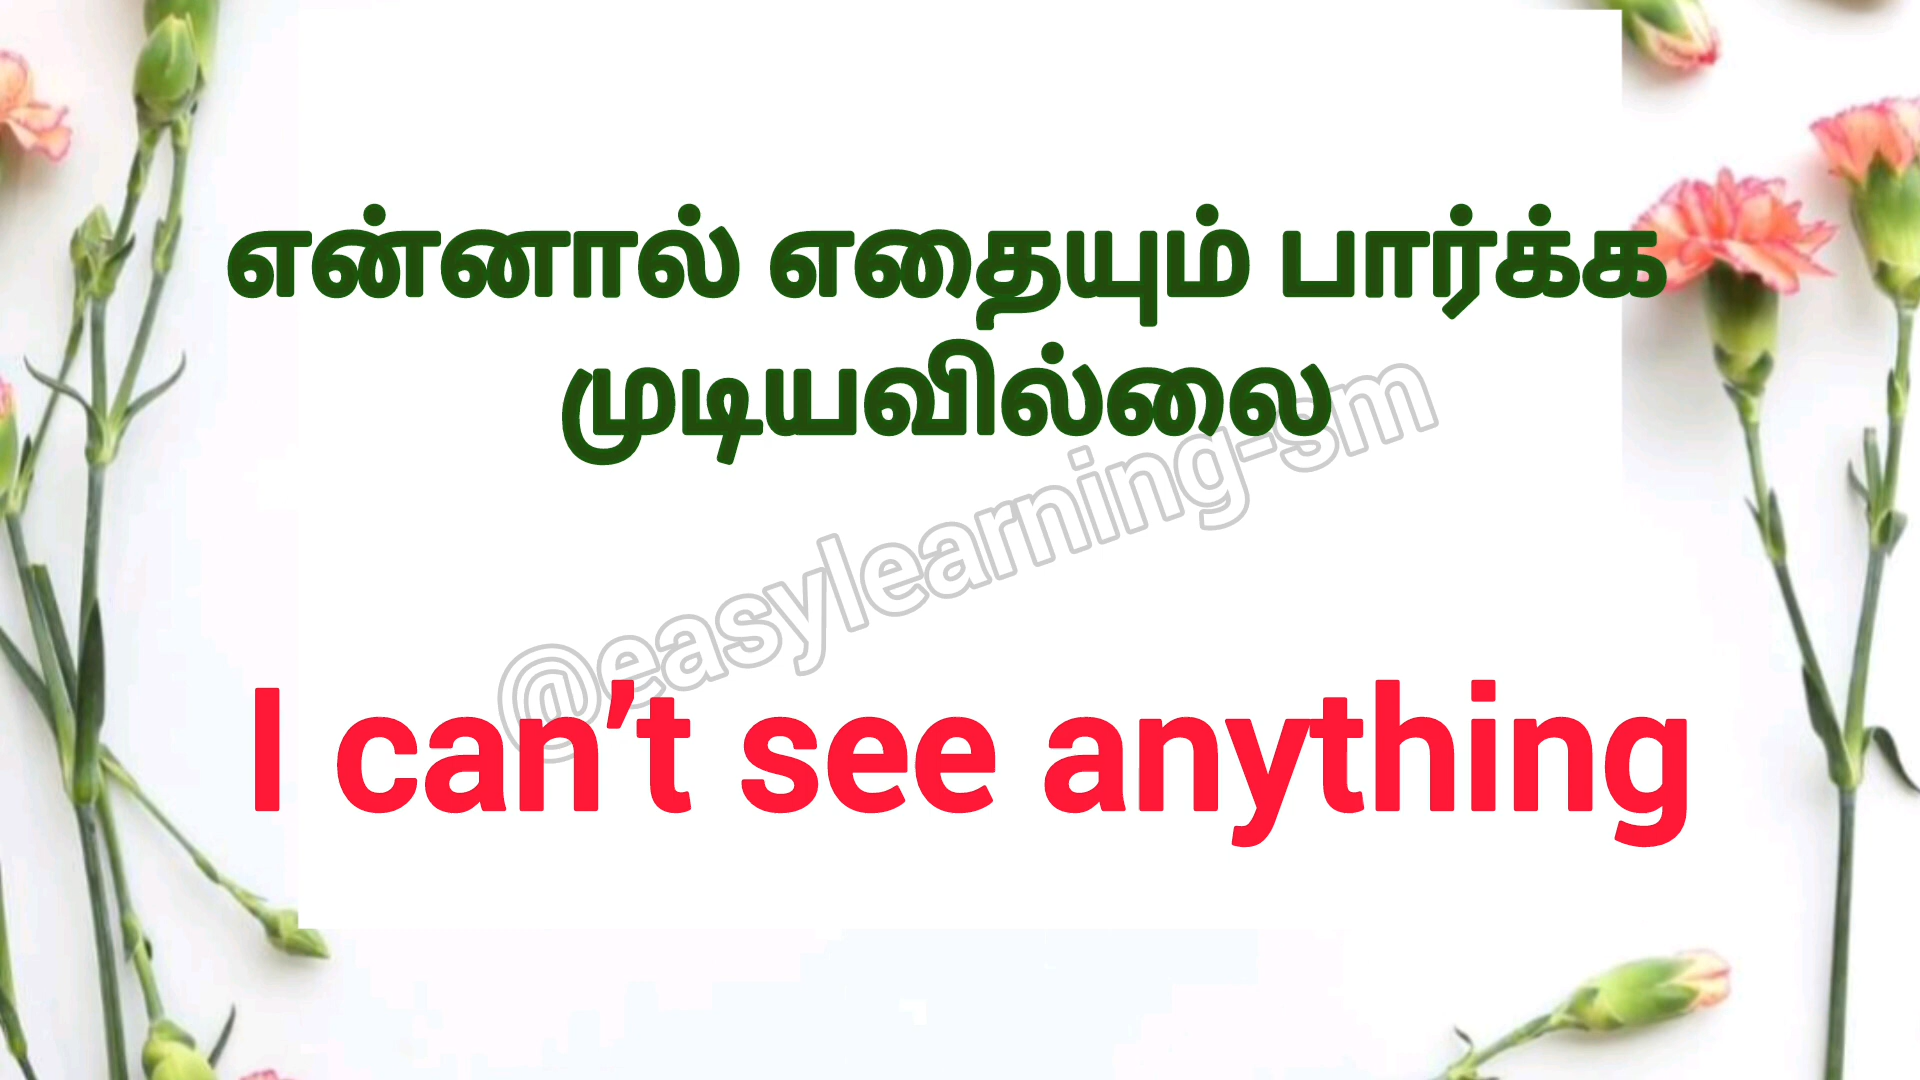 என்னால் எதையும் பார்க்க
முடியவில்லை
@easylearning-sm
I can’t see anything